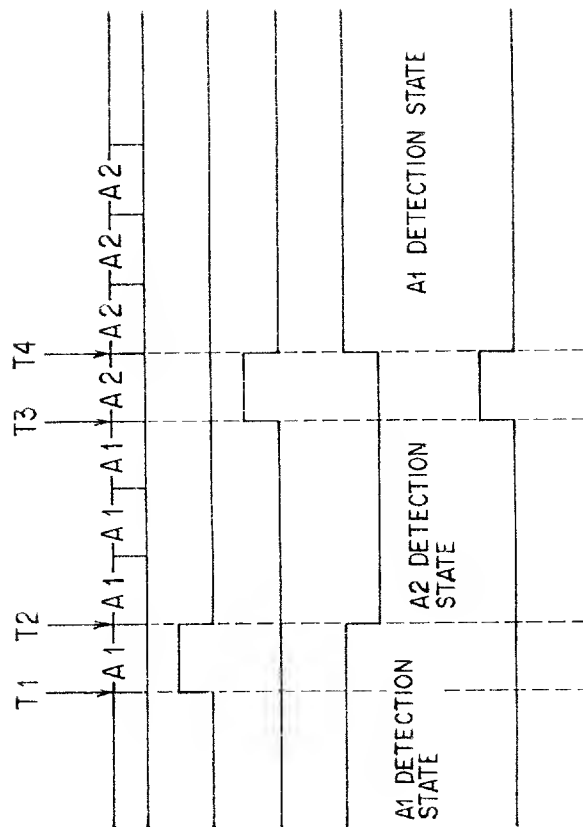 T1 T2 T3 T4
A1 A1 A1 A1 A2 A2 A2 A2
A1 DETECTION
STATE
A2 DETECTION
STATE
A1 DETECTION STATE